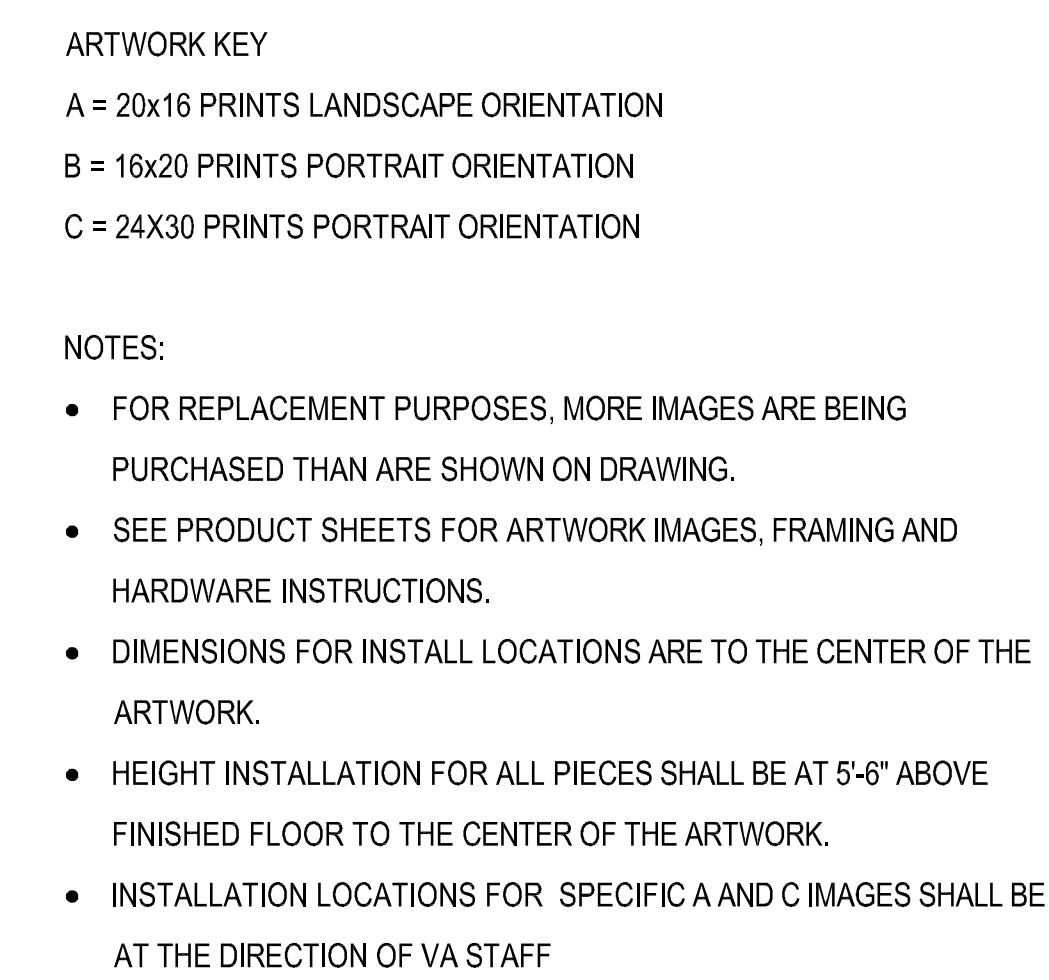 ARTWORK KEY
A = 20x16 PRINTS LANDSCAPE ORIENTATION
B = 16x20 PRINTS PORTRAIT ORIENTATION
C = 24X30 PRINTS PORTRAIT ORIENTATION
NOTES:
• FOR REPLACEMENT PURPOSES, MORE IMAGES ARE BEING
PURCHASED THAN ARE SHOWN ON DRAWING.
• SEE PRODUCT SHEETS FOR ARTWORK IMAGES, FRAMING AND
HARDWARE INSTRUCTIONS.
• DIMENSIONS FOR INSTALL LOCATIONS ARE TO THE CENTER OF THE
ARTWORK.
• HEIGHT INSTALLATION FOR ALL PIECES SHALL BE AT 5'-6" ABOVE
FINISHED FLOOR TO THE CENTER OF THE ARTWORK.
• INSTALLATION LOCATIONS FOR SPECIFIC A AND C IMAGES SHALL BE
AT THE DIRECTION OF VA STAFF